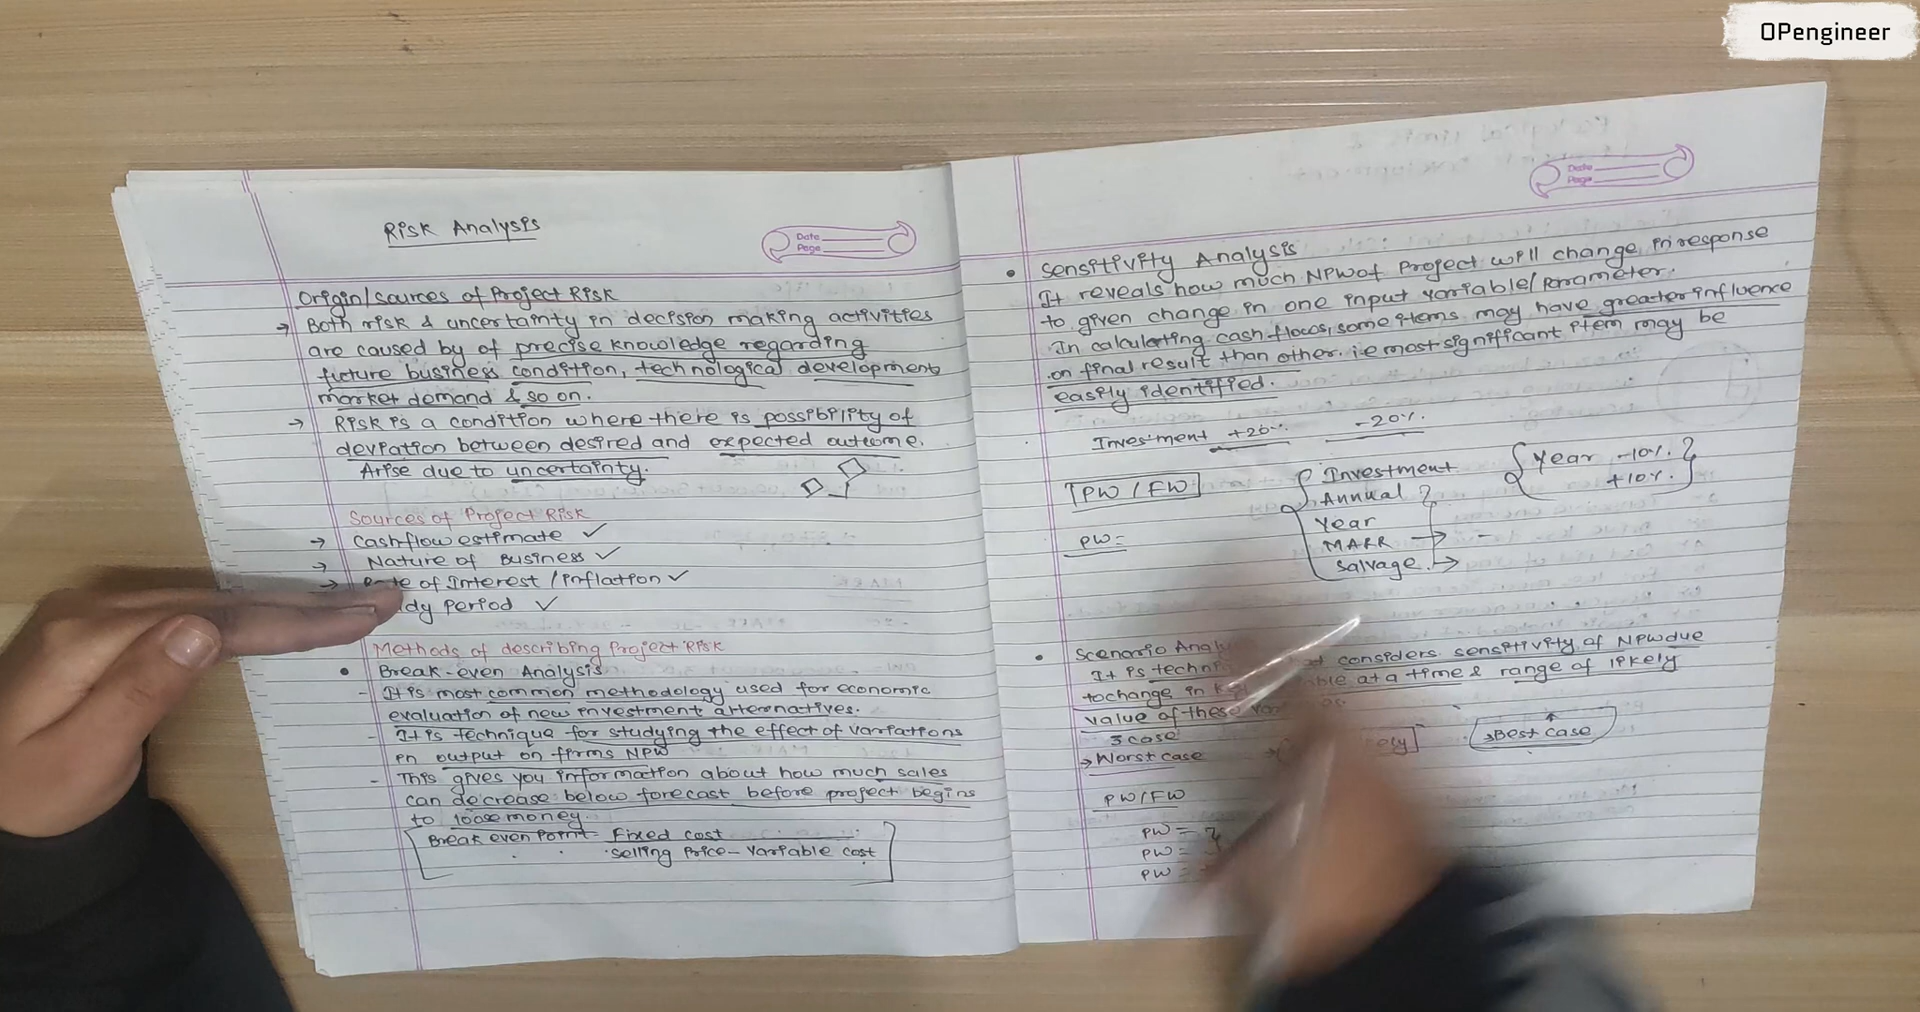 OPengineer
Risk Analysis
Date
Page
Origin/sources of Project Risk
→ Both risk & uncertainty in decision making activities
are caused by of precise knowledge regarding
future business condition, technological development
market demand & so on.
→ Risk is a condition where there is possibility of
deviation between desired and expected outcome.
Arise due to uncertainty.
Sources of Project Risk
→ Cashflow estimate ✓
→ Nature of Business ✓
→ of Interest / inflation ✓
Period ✓
Methods of describing Project Risk
• Break-even Analysis
- It is most common methodology used for economic
evaluation of new investment alternatives.
- It is technique for studying the effect of variations
in output on firms NPW
- This gives you information about how much sales
can decrease below forecast before project begins
to loose money.
Break even Point = Fixed cost
Selling Price - Variable cost
Date
Page
• Sensitivity Analysis
It reveals how much NPW of Project will change in response
to given change in one input variable/Parameter.
In calculating cash flows, some items may have greater influence
on final result than other. i.e most significant item may be
easily identified.
Investment +20%. -20%.
PW / FW
PW =
Investment
Annual
Year
MARR → -
Salvage. →
Year -10%.
+10%.
• Scenario
It is considers sensitivity of NPW due
to change in at a time & range of likely
value of these
3 case
→ Worst case
→ Best case
PW / FW
PW = ?
PW =
PW =